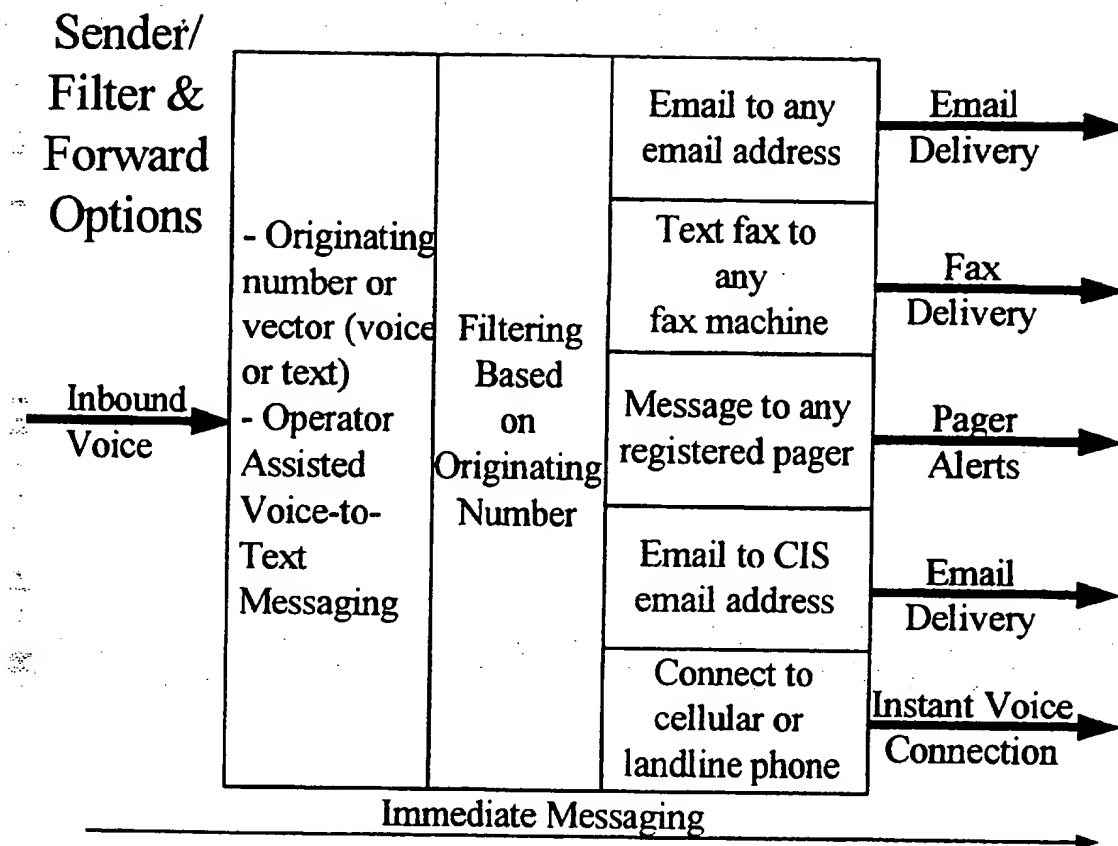 Sender/
Filter &
Forward
Options
Inbound
Voice
- Originating
number or
vector (voice
or text)
- Operator
Assisted
Voice-to-
Text
Messaging
Filtering
Based
on
Originating
Number
Email to any
email address
Email
Delivery
Text fax to
any
fax machine
Fax
Delivery
Message to any
registered pager
Pager
Alerts
Email to CIS
email address
Email
Delivery
Connect to
cellular or
landline phone
Instant Voice
Connection
Immediate Messaging